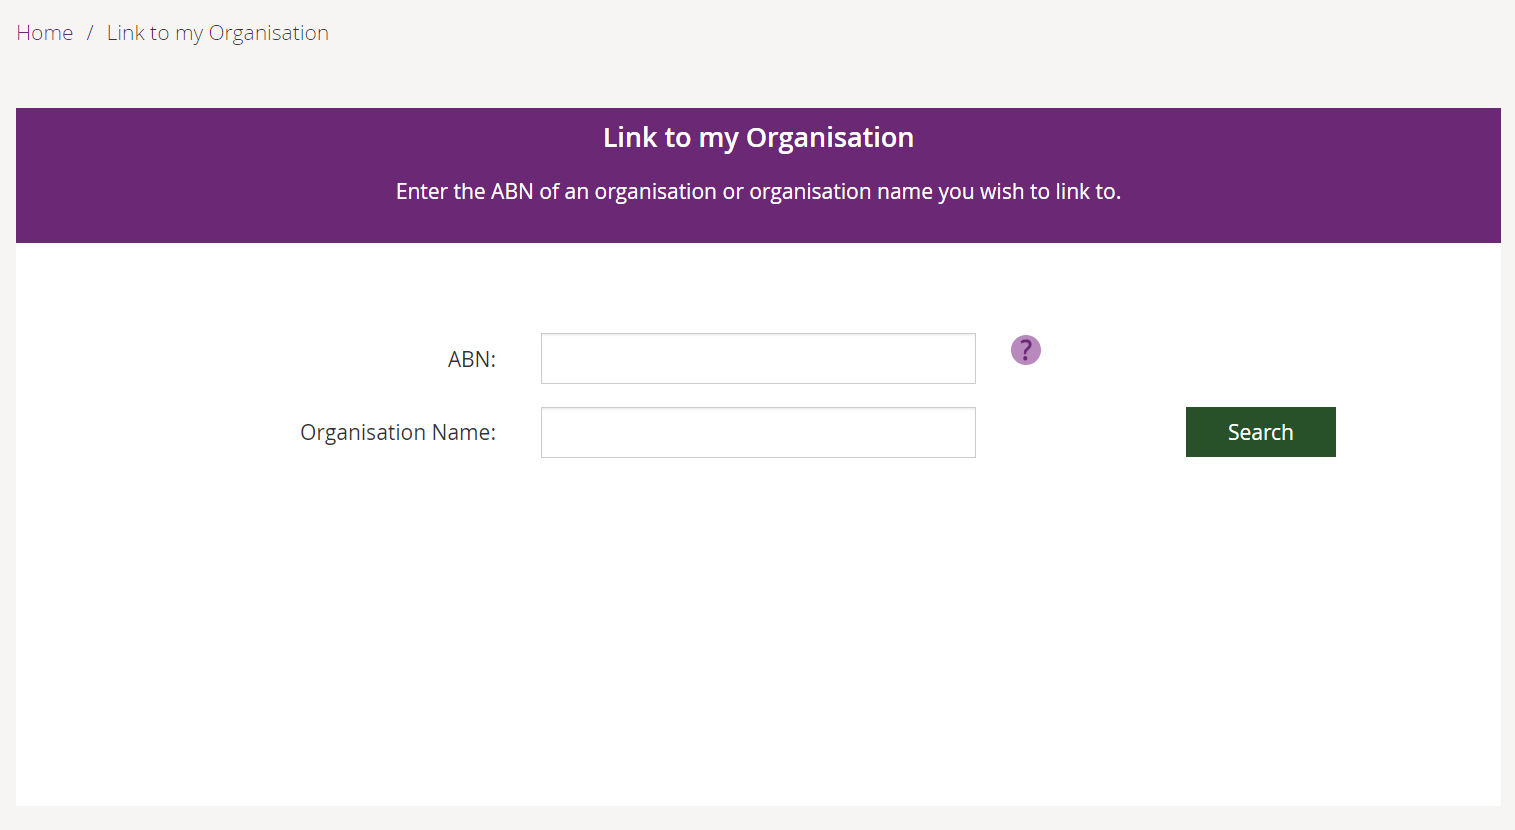 Home / Link to my Organisation
Link to my Organisation
Enter the ABN of an organisation or organisation name you wish to link to.
ABN:
?
Organisation Name:
Search